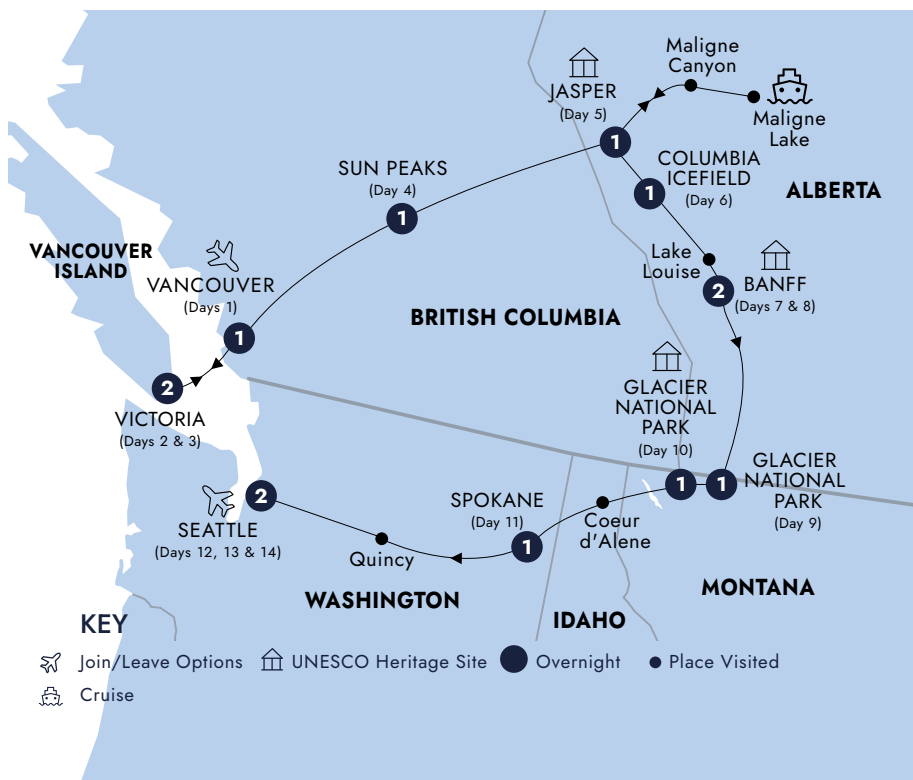 Maligne
Canyon
JASPER
(Day 5)
Maligne
Lake
1
COLUMBIA
ICEFIELD
(Day 6)
1
ALBERTA
SUN PEAKS
(Day 4)
1
VANCOUVER
ISLAND
VANCOUVER
(Days 1)
1
Lake
Louise
BANFF
(Days 7 & 8)
2
BRITISH COLUMBIA
2
VICTORIA
(Days 2 & 3)
GLACIER
NATIONAL
PARK
(Day 10)
1
1
GLACIER
NATIONAL
PARK
(Day 9)
2
SEATTLE
(Days 12, 13 & 14)
SPOKANE
(Day 11)
1
Coeur
d'Alene
Quincy
WASHINGTON
IDAHO
MONTANA
KEY
Join/Leave Options
UNESCO Heritage Site
Overnight
Place Visited
Cruise